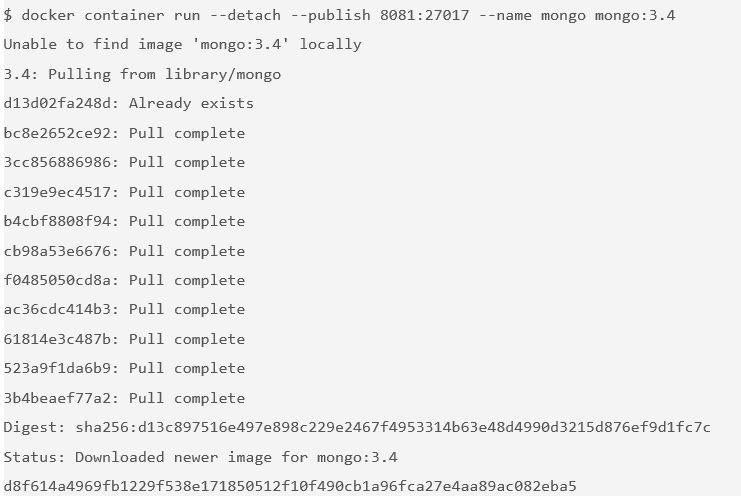 $ docker container run --detach --publish 8081:27017 --name mongo mongo:3.4
Unable to find image 'mongo:3.4' locally
3.4: Pulling from library/mongo
d13d02fa248d: Already exists
bc8e2652ce92: Pull complete
3cc856886986: Pull complete
c319e9ec4517: Pull complete
b4cbf8808f94: Pull complete
cb98a53e6676: Pull complete
f0485050cd8a: Pull complete
ac36cdc414b3: Pull complete
61814e3c487b: Pull complete
523a9f1da6b9: Pull complete
3b4beaef77a2: Pull complete
Digest: sha256:d13c897516e497e898c229e2467f4953314b63e48d4990d3215d876ef9d1fc7c
Status: Downloaded newer image for mongo:3.4
d8f614a4969fb1229f538e171850512f10f490cb1a96fca27e4aa89ac082eba5